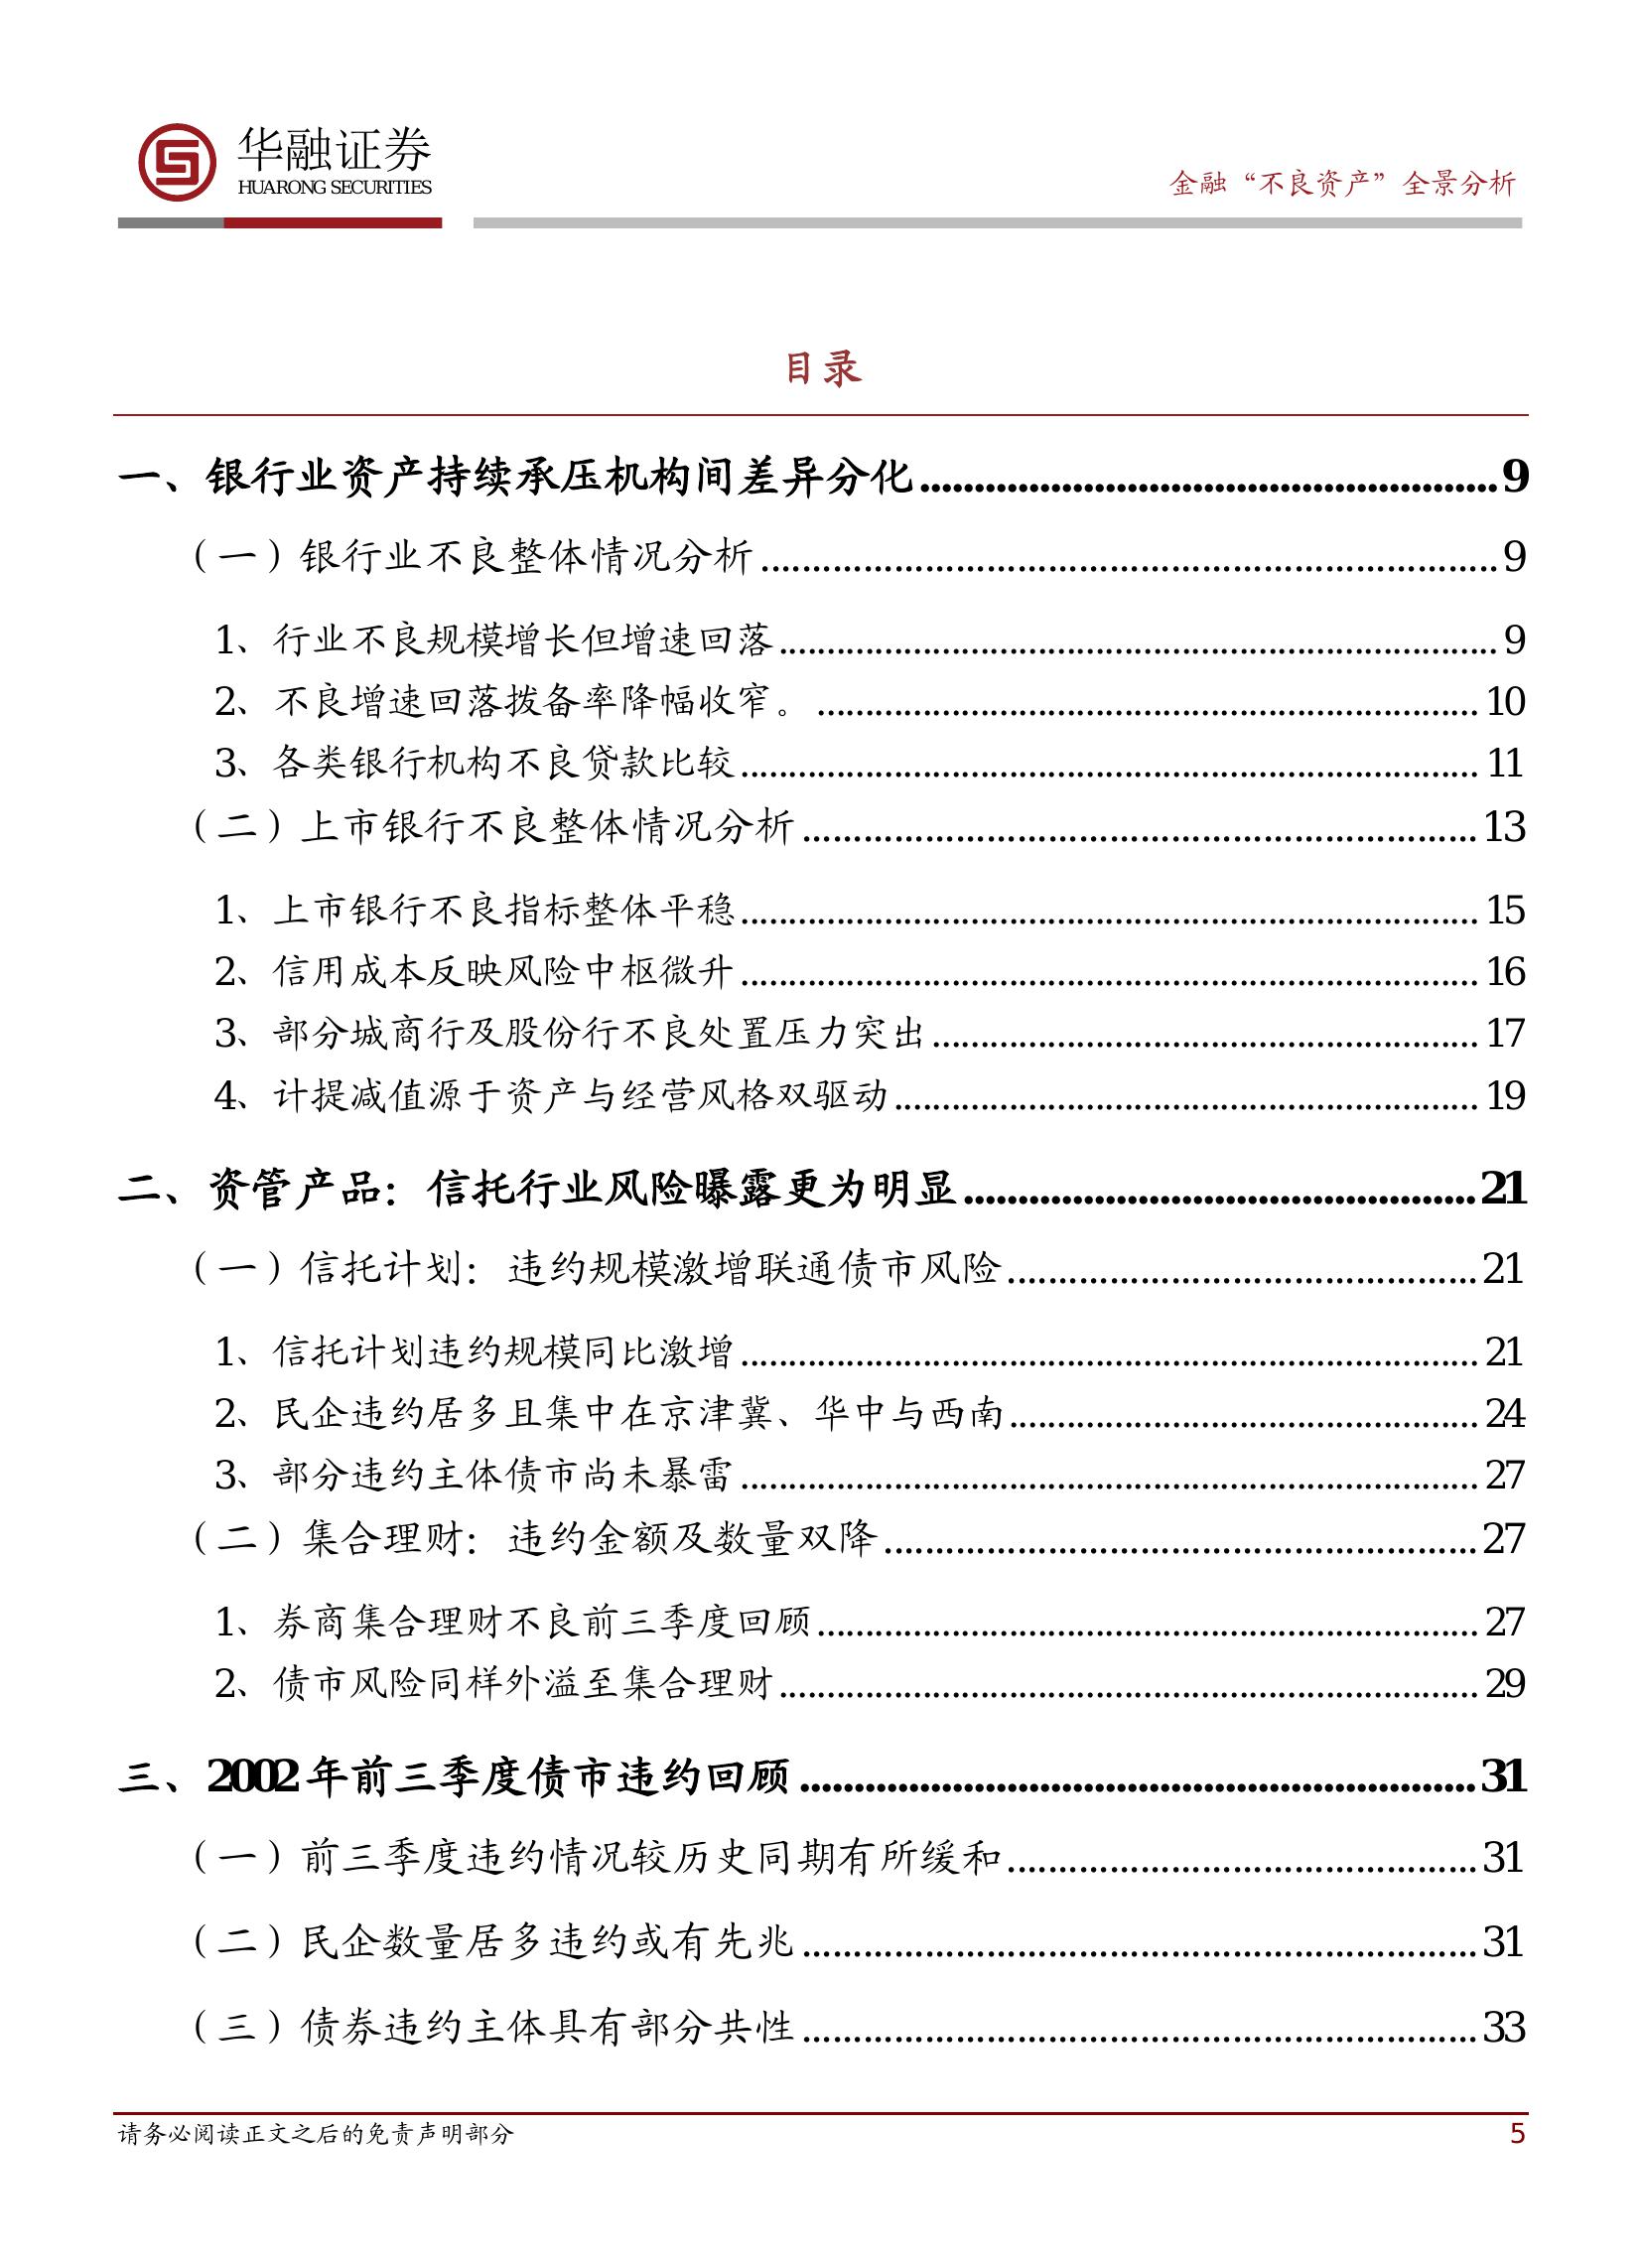 华融证券
HUARONG SECURITIES
金融“不良资产”全景分析
目录
一、银行业资产持续承压机构间差异分化................................................9
（一）银行业不良整体情况分析................................................9
1、行业不良规模增长但增速回落................................................9
2、不良增速回落拨备率降幅收窄。................................................10
3、各类银行机构不良贷款比较................................................11
（二）上市银行不良整体情况分析................................................13
1、上市银行不良指标整体平稳................................................15
2、信用成本反映风险中枢微升................................................16
3、部分城商行及股份行不良处置压力突出................................................17
4、计提减值源于资产与经营风格双驱动................................................19
二、资管产品：信托行业风险曝露更为明显................................................21
（一）信托计划：违约规模激增联通债市风险................................................21
1、信托计划违约规模同比激增................................................21
2、民企违约居多且集中在京津冀、华中与西南................................................24
3、部分违约主体债市尚未暴雷................................................27
（二）集合理财：违约金额及数量双降................................................27
1、券商集合理财不良前三季度回顾................................................27
2、债市风险同样外溢至集合理财................................................29
三、2002年前三季度债市违约回顾................................................31
（一）前三季度违约情况较历史同期有所缓和................................................31
（二）民企数量居多违约或有先兆................................................31
（三）债券违约主体具有部分共性................................................33
请务必阅读正文之后的免责声明部分
5